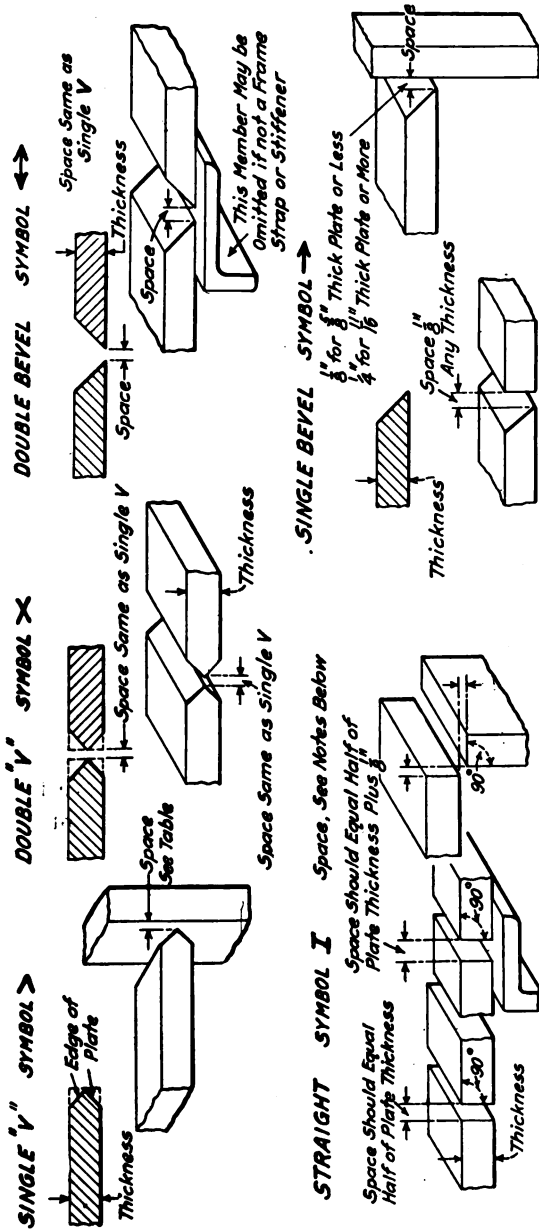 SINGLE "V" SYMBOL >
Edge of
Plate
Thickness
Space
See Table
DOUBLE "V" SYMBOL X
Space Same as Single V
Thickness
Space Same as Single V
DOUBLE BEVEL SYMBOL ↔
Space Same as
Single V
Thickness
Space
Space
This Member May be
Omitted if not a Frame
Strap or Stiffener
STRAIGHT SYMBOL I
Space, See Notes Below
Space Should Equal
Half of Plate Thickness
Space Should Equal Half of
Plate Thickness Plus 1/8"
90°
90°
90°
Thickness
SINGLE BEVEL SYMBOL →
1/8" for 5/8" Thick Plate or Less
1/4" for 11/16" Thick Plate or More
Space
Thickness
Space 1/8"
Any Thickness